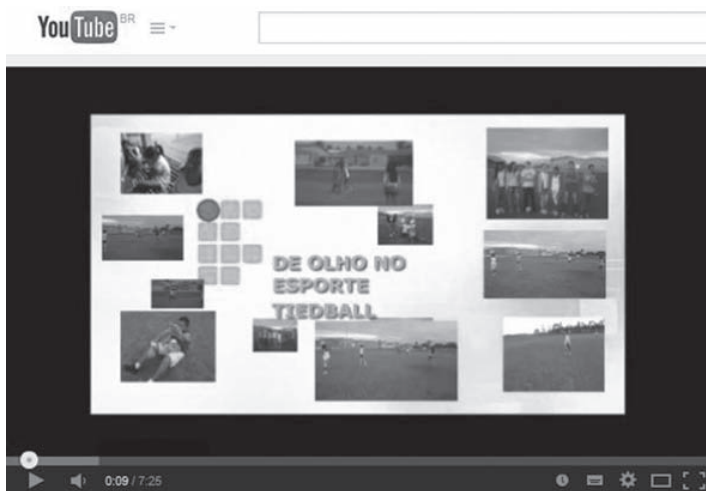 YouTube BR
DE OLHO NO
ESPORTE
TIEDBALL
0:09 / 7:25